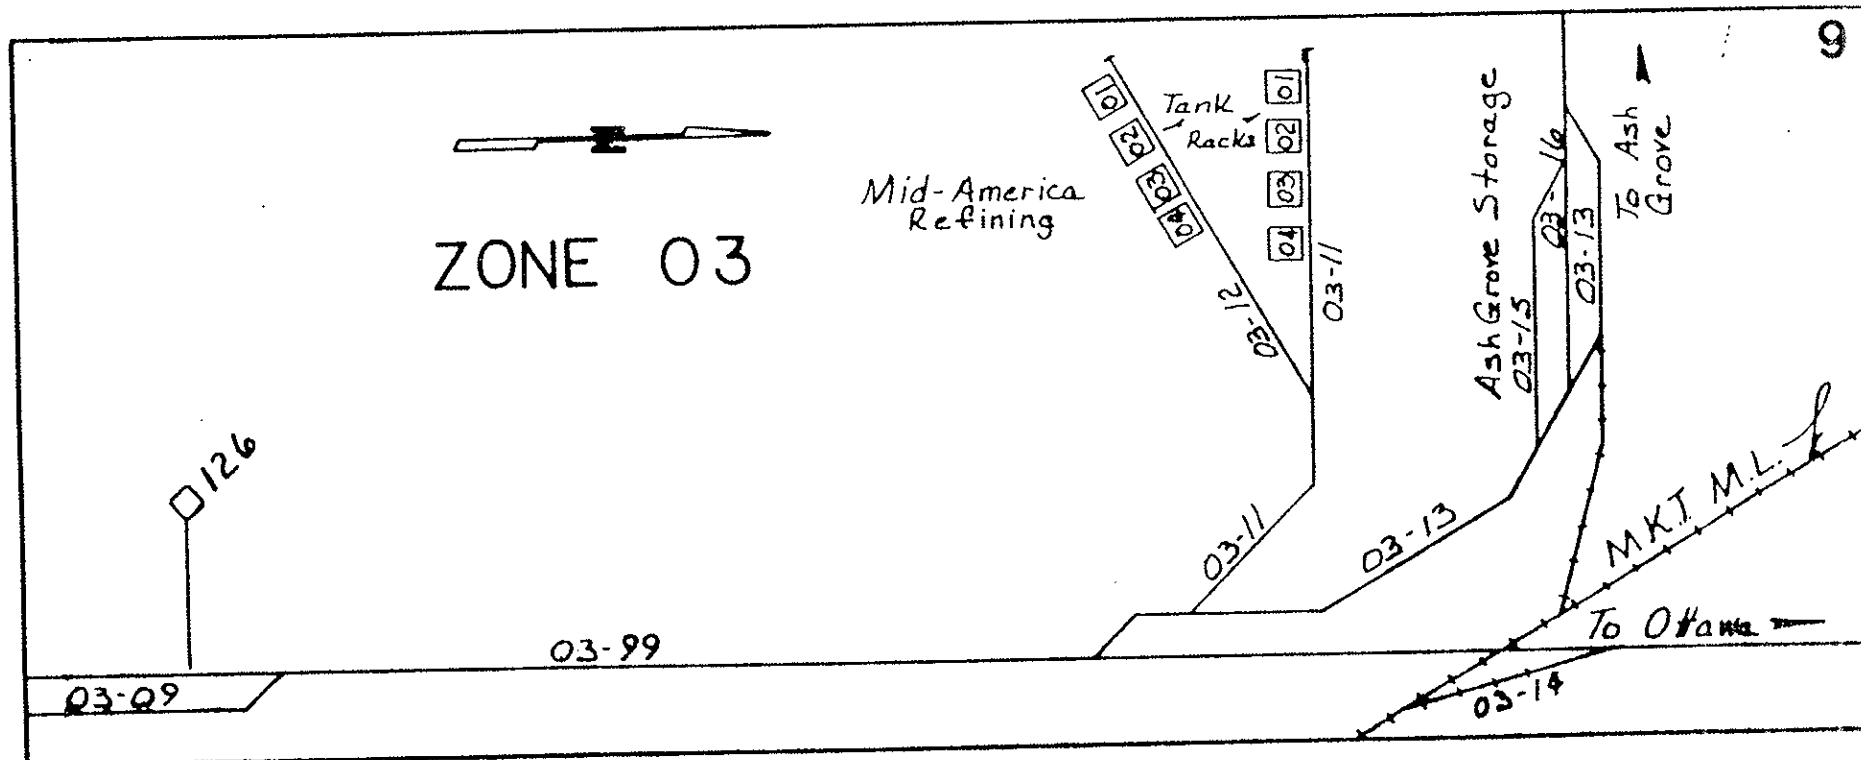 9
ZONE 03
Mid-America
Refining
01
02
03
04
Tank
Racks
01
02
03
04
03-12
03-11
03-11
Ash Grove Storage
03-15
03-16
03-13
To Ash
Grove
126
03-13
M.K.T. M.L.
To Ottawa
03-99
03-09
03-14